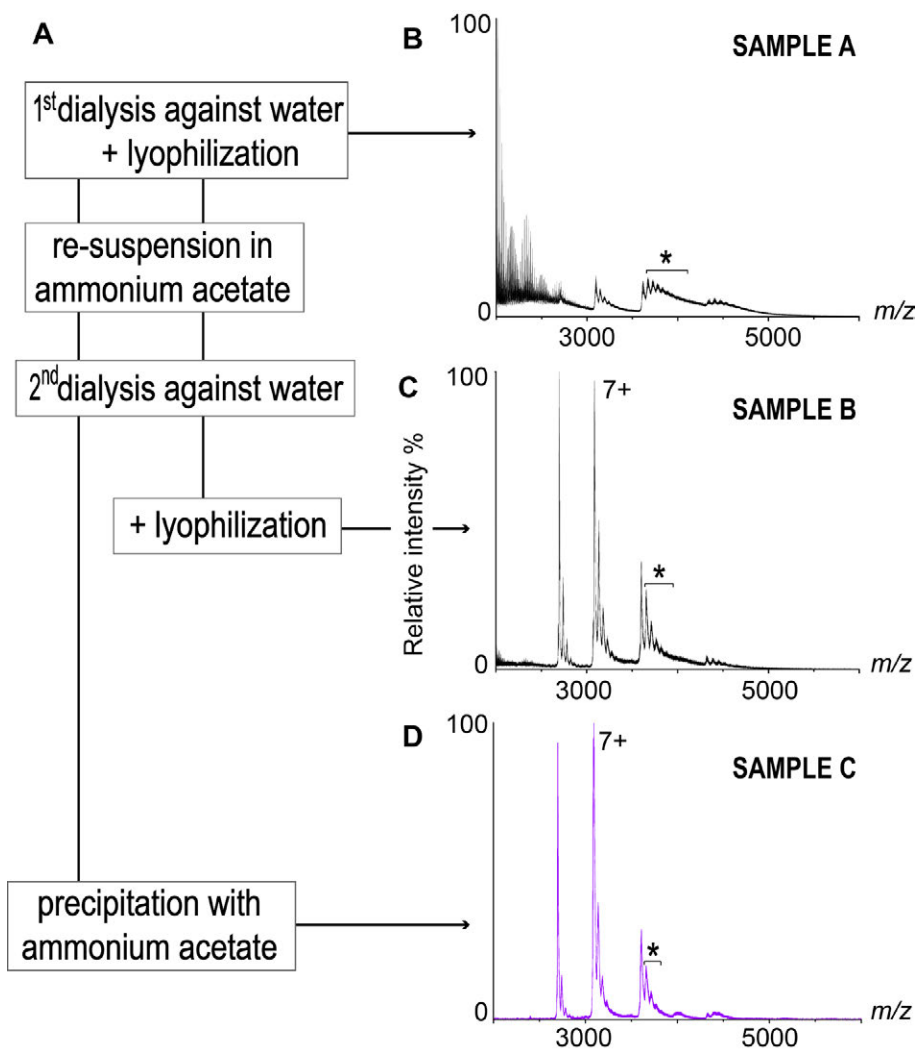 A
1st dialysis against water
+ lyophilization
re-suspension in
ammonium acetate
2nd dialysis against water
+ lyophilization
precipitation with
ammonium acetate
Relative intensity %
B
SAMPLE A
100
0
*
3000
5000
m/z
C
SAMPLE B
100
0
7+
*
3000
5000
m/z
D
SAMPLE C
100
0
7+
*
3000
5000
m/z